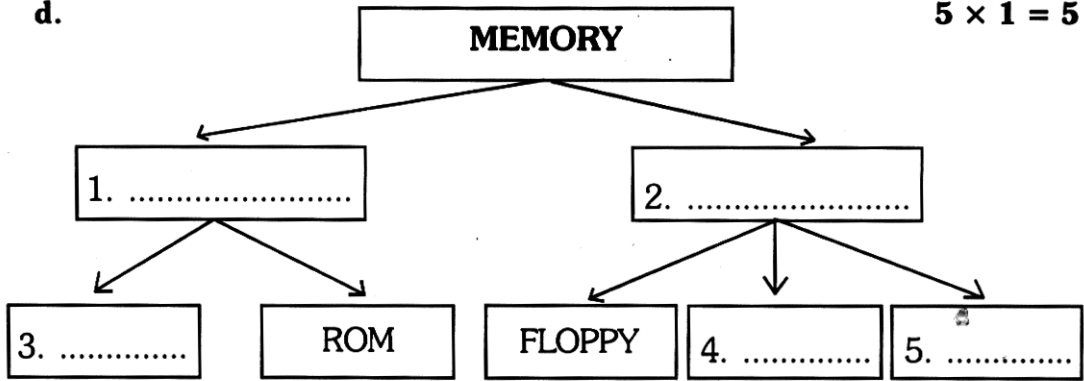 d. 5 × 1 = 5
MEMORY
1. ........................ 2. ........................
3. .............. ROM FLOPPY 4. .............. 5. ..............